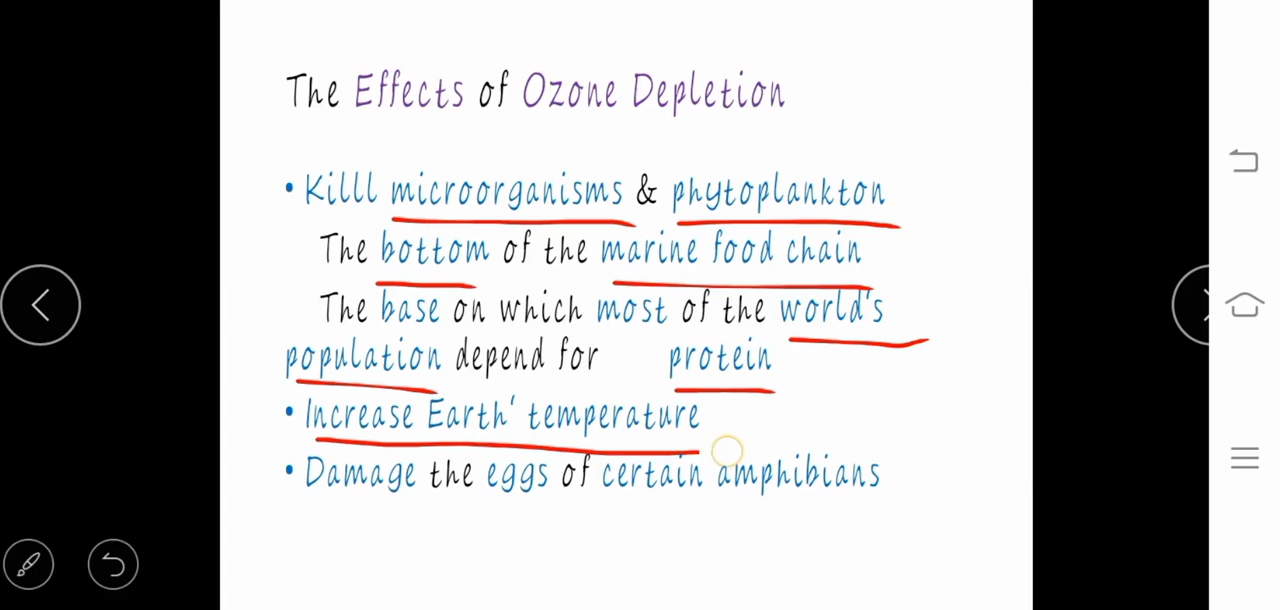 The Effects of Ozone Depletion
• Killl microorganisms & phytoplankton
The bottom of the marine food chain
The base on which most of the world's
population depend for protein
• Increase Earth' temperature
• Damage the eggs of certain amphibians